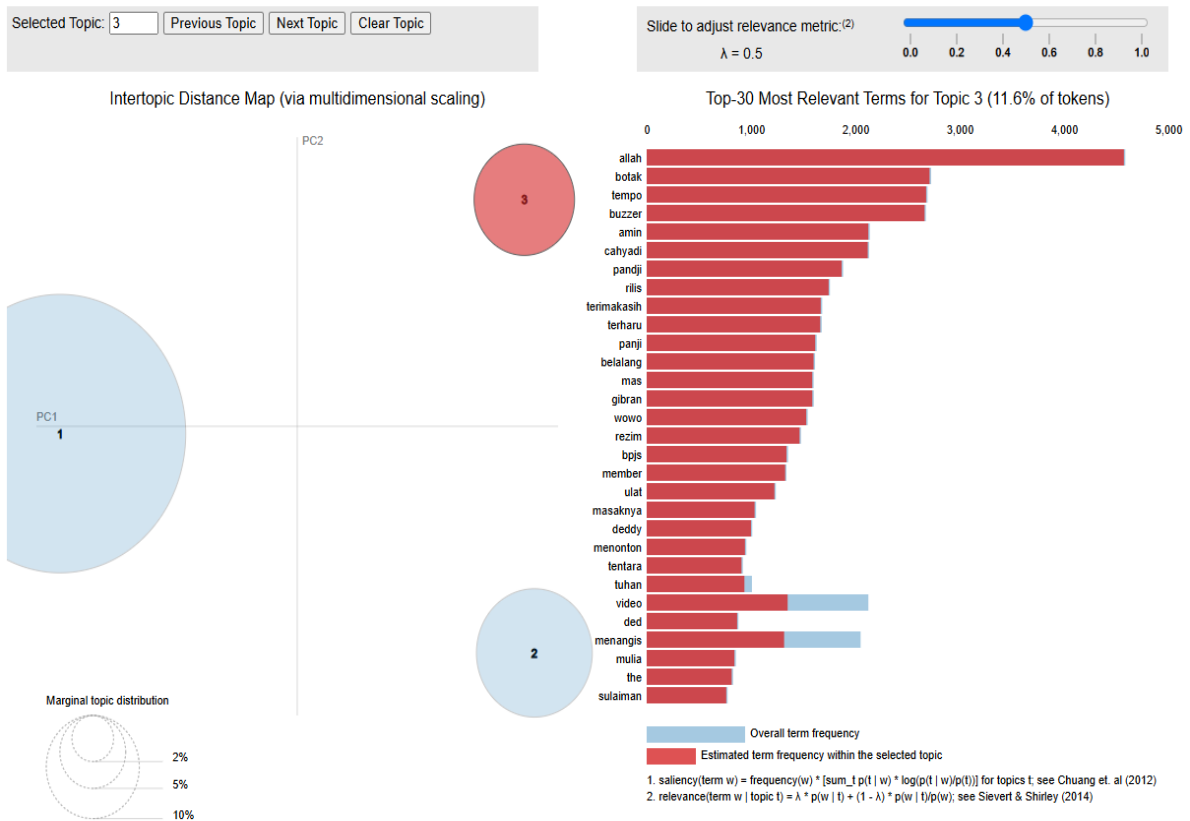 Selected Topic: 3 Previous Topic Next Topic Clear Topic
Slide to adjust relevance metric:(2)
λ = 0.5
0.0 0.2 0.4 0.6 0.8 1.0
Intertopic Distance Map (via multidimensional scaling)
PC2
PC1
3
1
2
Marginal topic distribution
2%
5%
10%
Top-30 Most Relevant Terms for Topic 3 (11.6% of tokens)
0 1,000 2,000 3,000 4,000 5,000
allah
botak
tempo
buzzer
amin
cahyadi
pandji
rilis
terimakasih
terharu
panji
belalang
mas
gibran
wowo
rezim
bpjs
member
ulat
masaknya
deddy
menonton
tentara
tuhan
video
ded
menangis
mulia
the
sulaiman
Overall term frequency
Estimated term frequency within the selected topic
1. saliency(term w) = frequency(w) * [sum_t p(t | w) * log(p(t | w)/p(t))] for topics t; see Chuang et. al (2012)
2. relevance(term w | topic t) = λ * p(w | t) + (1 - λ) * p(w | t)/p(w); see Sievert & Shirley (2014)